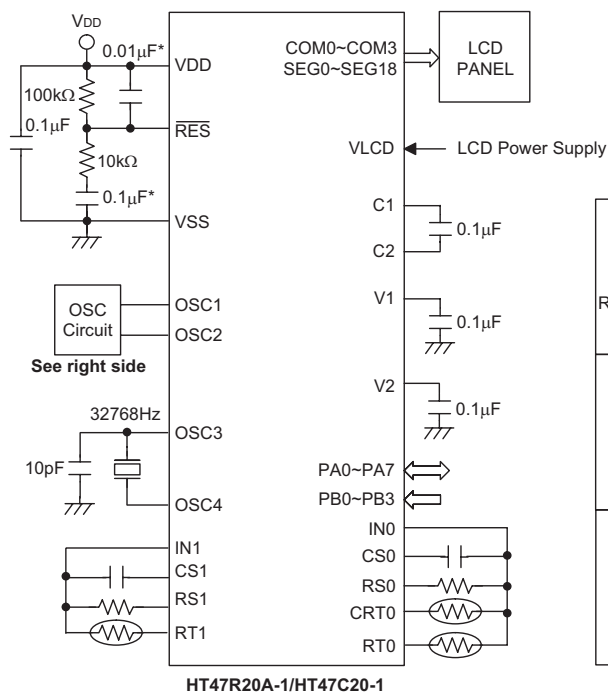 VDD
0.01μF*
VDD
100kΩ
0.1μF
RES
10kΩ
0.1μF*
VSS
OSC
Circuit
OSC1
OSC2
See right side
32768Hz
OSC3
10pF
OSC4
IN1
CS1
RS1
RT1
COM0~COM3
SEG0~SEG18
LCD
PANEL
VLCD
LCD Power Supply
C1
0.1μF
C2
V1
0.1μF
V2
0.1μF
PA0~PA7
PB0~PB3
IN0
CS0
RS0
CRT0
RT0
R
HT47R20A-1/HT47C20-1